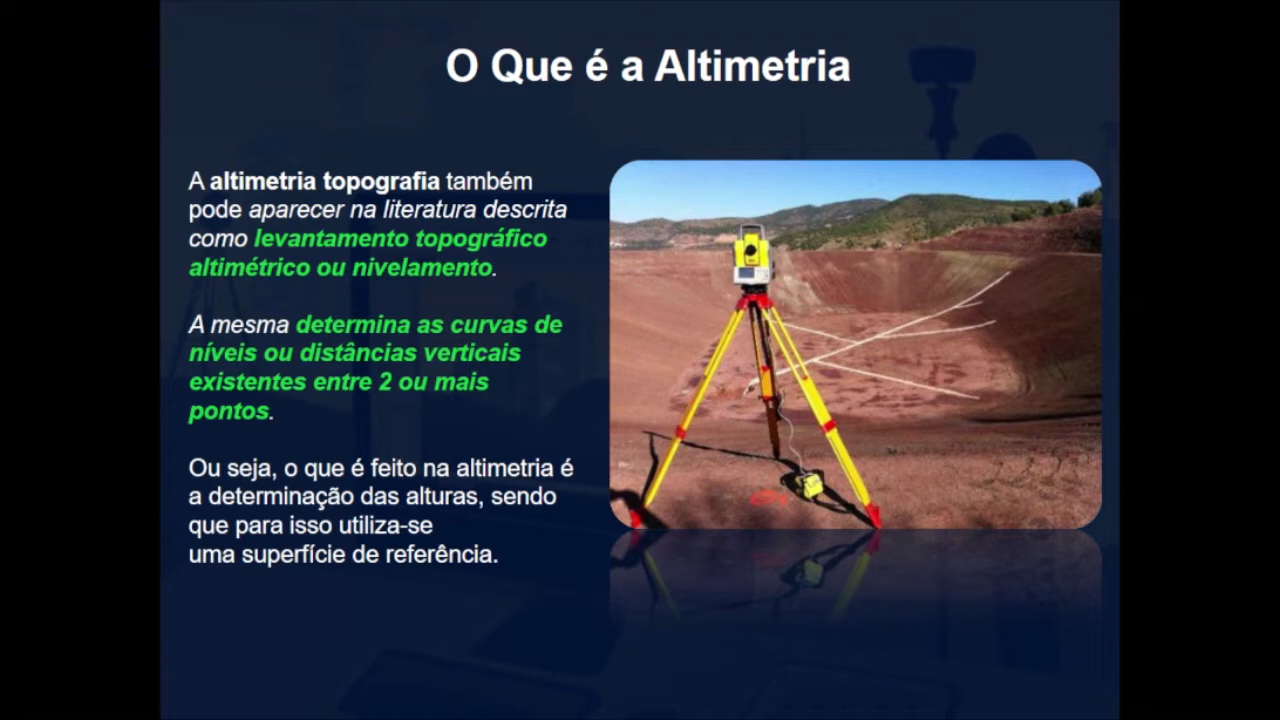 O Que é a Altimetria
A altimetria topografia também
pode aparecer na literatura descrita
como levantamento topográfico
altimétrico ou nivelamento.
A mesma determina as curvas de
níveis ou distâncias verticais
existentes entre 2 ou mais
pontos.
Ou seja, o que é feito na altimetria é
a determinação das alturas, sendo
que para isso utiliza-se
uma superfície de referência.